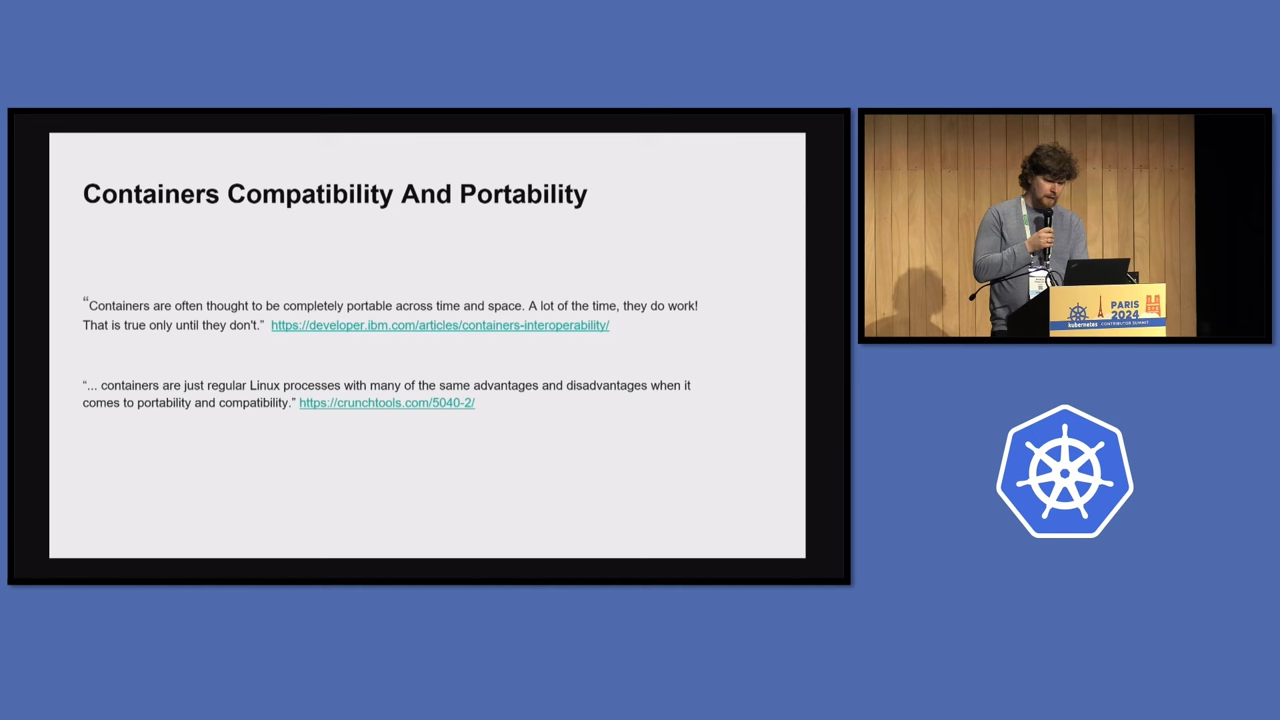 Containers Compatibility And Portability
“Containers are often thought to be completely portable across time and space. A lot of the time, they do work!
That is true only until they don't.” https://developer.ibm.com/articles/containers-interoperability/
“... containers are just regular Linux processes with many of the same advantages and disadvantages when it
comes to portability and compatibility.” https://crunchtools.com/5040-2/
PARIS
2024
kubernetes CONTRIBUTOR SUMMIT